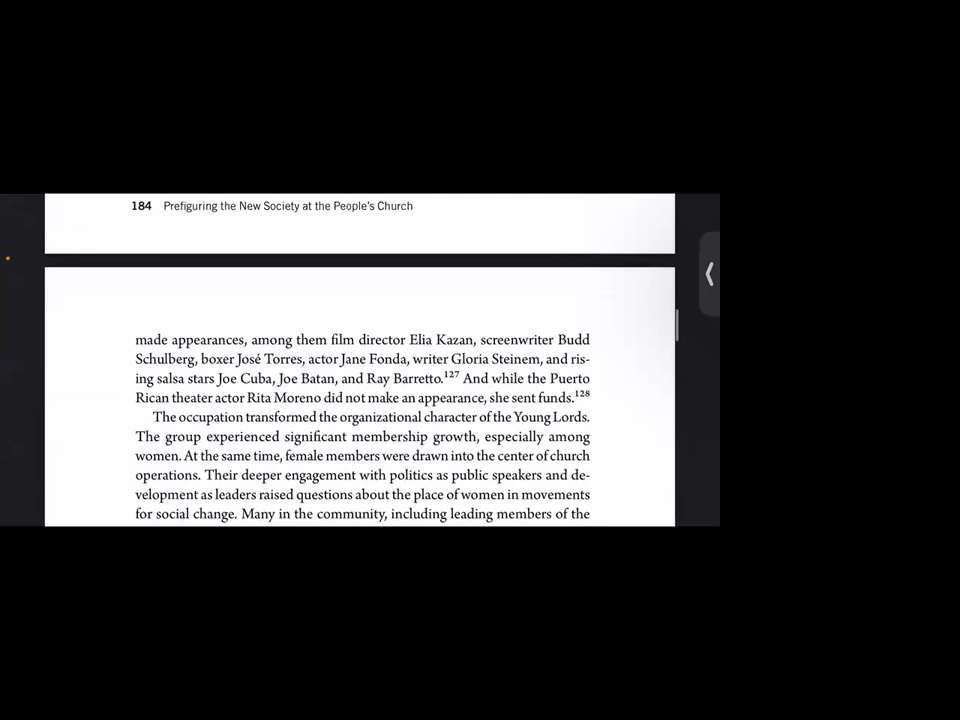 184 Prefiguring the New Society at the People’s Church
made appearances, among them film director Elia Kazan, screenwriter Budd
Schulberg, boxer José Torres, actor Jane Fonda, writer Gloria Steinem, and ris-
ing salsa stars Joe Cuba, Joe Batan, and Ray Barretto.¹²⁷ And while the Puerto
Rican theater actor Rita Moreno did not make an appearance, she sent funds.¹²⁸
The occupation transformed the organizational character of the Young Lords.
The group experienced significant membership growth, especially among
women. At the same time, female members were drawn into the center of church
operations. Their deeper engagement with politics as public speakers and de-
velopment as leaders raised questions about the place of women in movements
for social change. Many in the community, including leading members of the